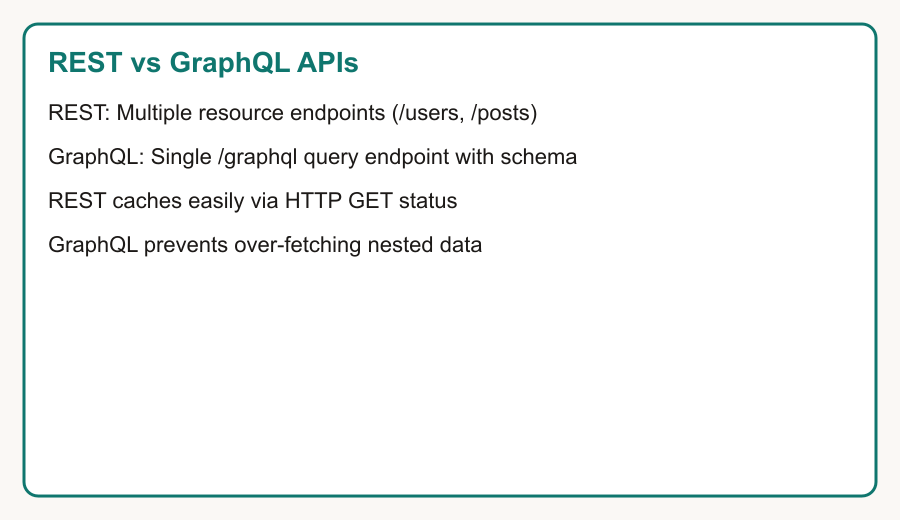 REST vs GraphQL APIs
REST: Multiple resource endpoints (/users, /posts)
GraphQL: Single /graphql query endpoint with schema
REST caches easily via HTTP GET status
GraphQL prevents over-fetching nested data